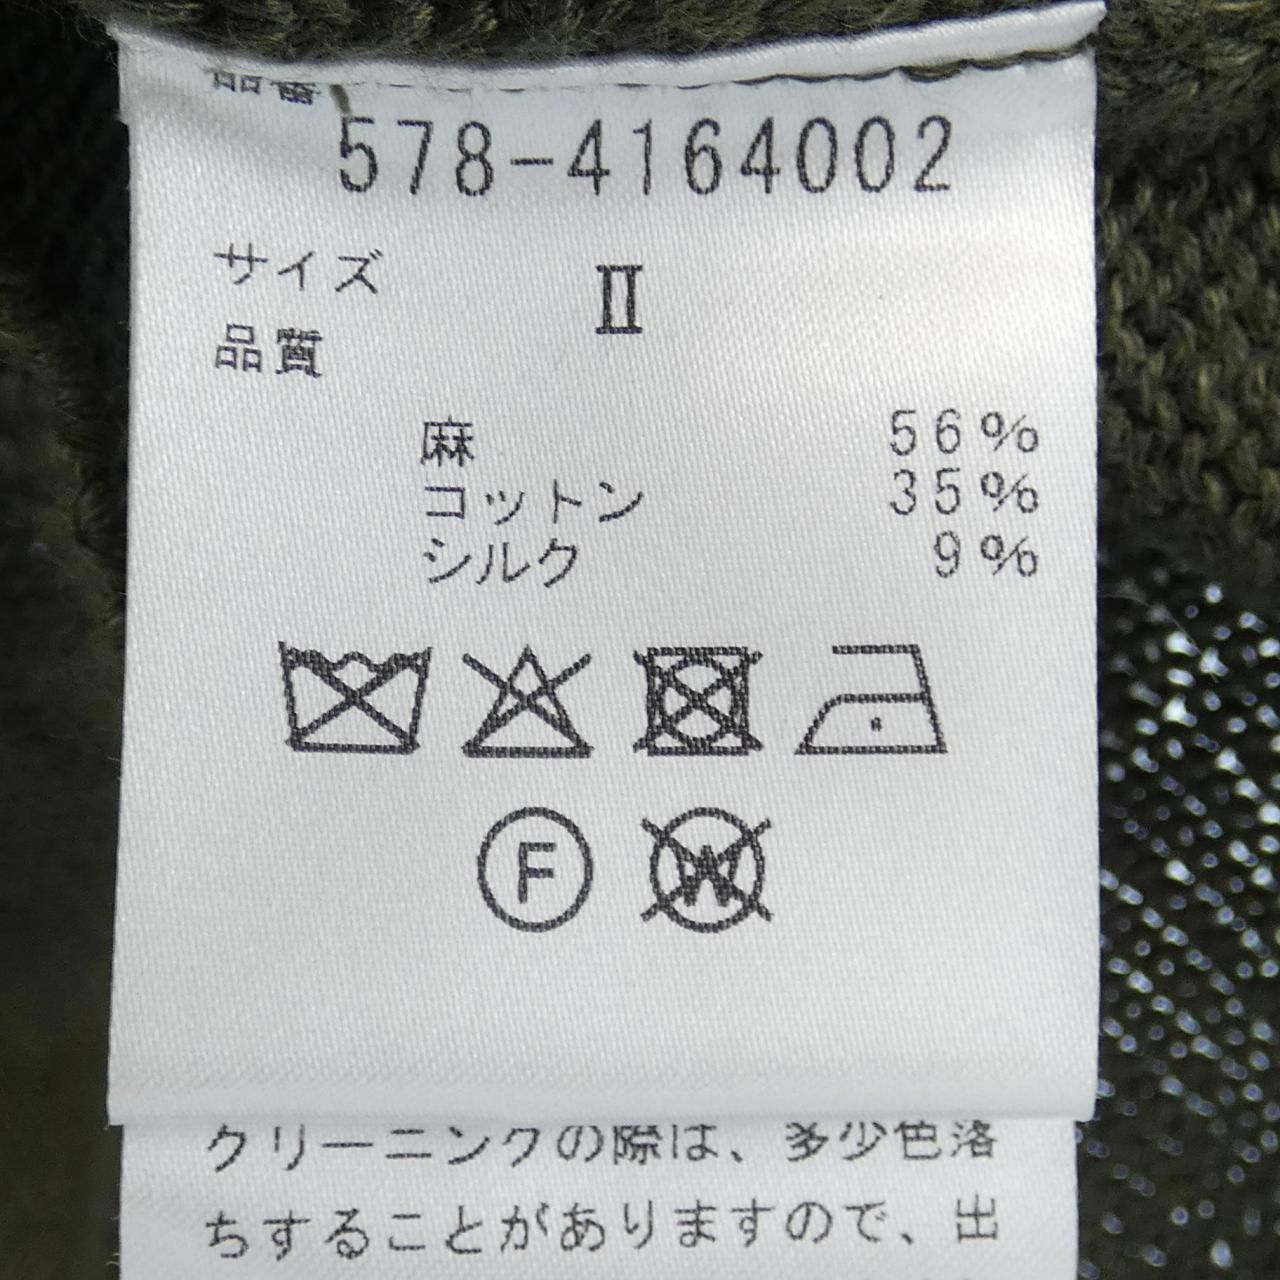 品番
578-4164002
サイズ Ⅱ
品質
麻 56%
コットン 35%
シルク 9%
F
W
クリーニングの際は、多少色落
ちすることがありますので、出